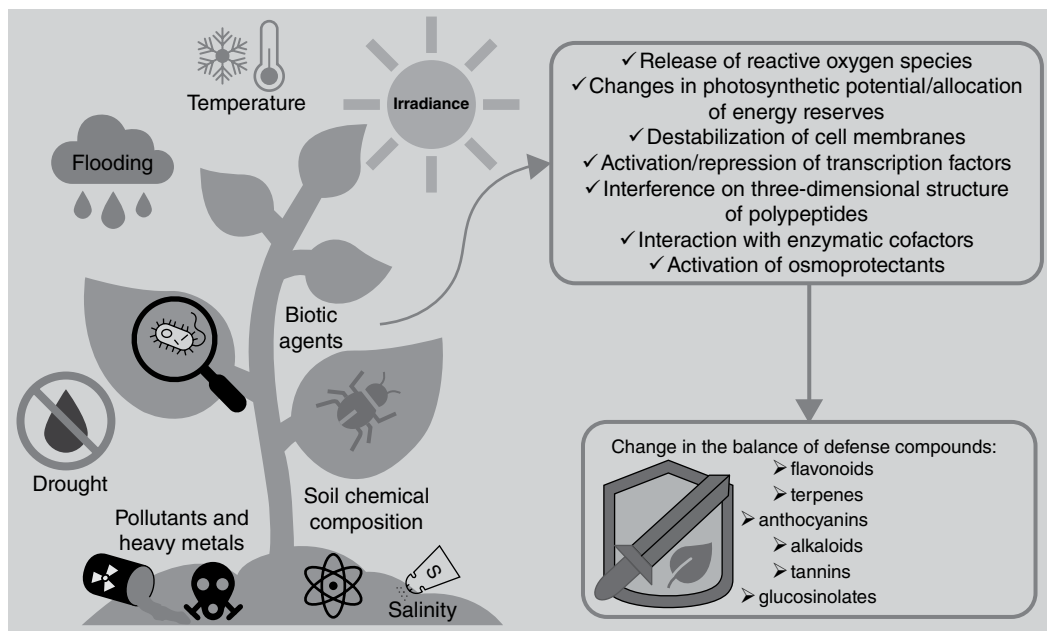 Temperature
Irradiance
Flooding
Biotic
agents
Drought
Soil chemical
composition
Pollutants and
heavy metals
S
Salinity
✓Release of reactive oxygen species
✓Changes in photosynthetic potential/allocation
of energy reserves
✓Destabilization of cell membranes
✓Activation/repression of transcription factors
✓Interference on three-dimensional structure
of polypeptides
✓Interaction with enzymatic cofactors
✓Activation of osmoprotectants
Change in the balance of defense compounds:
➢flavonoids
➢terpenes
➢anthocyanins
➢alkaloids
➢tannins
➢glucosinolates